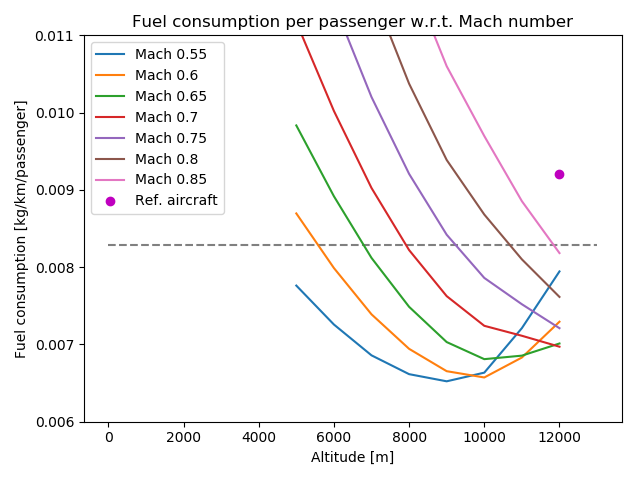 Fuel consumption per passenger w.r.t. Mach number
Fuel consumption [kg/km/passenger]
0.011
0.010
0.009
0.008
0.007
0.006
Mach 0.55
Mach 0.6
Mach 0.65
Mach 0.7
Mach 0.75
Mach 0.8
Mach 0.85
Ref. aircraft
0 2000 4000 6000 8000 10000 12000
Altitude [m]